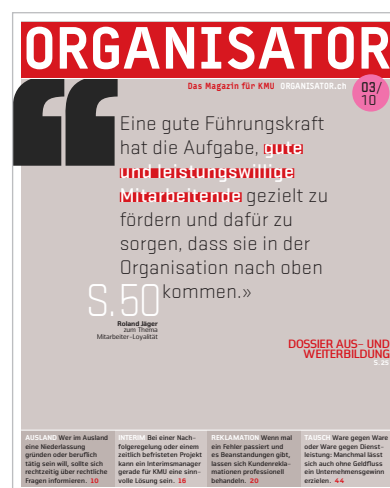 ORGANISATOR
Das Magazin für KMU ORGANISATOR.ch
03/
10
Eine gute Führungskraft
hat die Aufgabe, gute
und leistungswillige
Mitarbeitende gezielt zu
fördern und dafür zu
sorgen, dass sie in der
Organisation nach oben
kommen.»
S. 50
Roland Jäger
zum Thema
Mitarbeiter-Loyalität
DOSSIER AUS– UND
WEITERBILDUNG
S. 25
AUSLAND Wer im Ausland
eine Niederlassung
gründen oder beruflich
tätig sein will, sollte sich
rechtzeitig über rechtliche
Fragen informieren. 10
INTERIM Bei einer Nach-
folgeregelung oder einem
zeitlich befristeten Projekt
kann ein Interimsmanager
gerade für KMU eine sinn-
volle Lösung sein. 16
REKLAMATION Wenn mal
ein Fehler passiert und
es Beanstandungen gibt,
lassen sich Kundenrekla-
mationen professionell
behandeln. 20
TAUSCH Ware gegen Ware
oder Ware gegen Dienst-
leistung: Manchmal lässt
sich auch ohne Geldfluss
ein Unternehmensgewinn
erzielen. 44